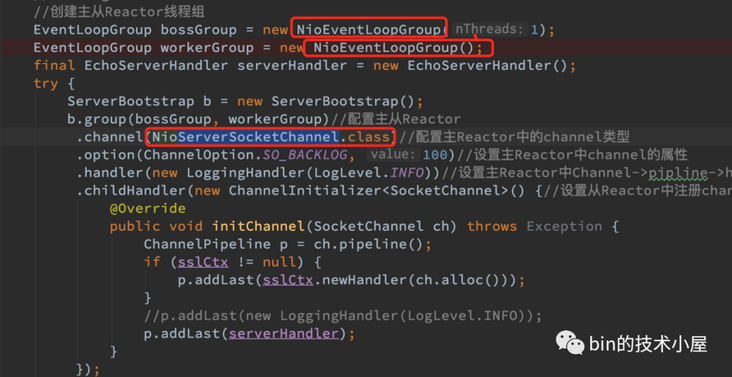 //创建主从Reactor线程组
EventLoopGroup bossGroup = new NioEventLoopGroup( nThreads: 1);
EventLoopGroup workerGroup = new NioEventLoopGroup();
final EchoServerHandler serverHandler = new EchoServerHandler();
try {
ServerBootstrap b = new ServerBootstrap();
b.group(bossGroup, workerGroup)//配置主从Reactor
.channel(NioServerSocketChannel.class)//配置主Reactor中的channel类型
.option(ChannelOption.SO_BACKLOG, value: 100)//设置主Reactor中channel的属性
.handler(new LoggingHandler(LogLevel.INFO))//设置主Reactor中Channel->pipline->h
.childHandler(new ChannelInitializer<SocketChannel>() {//设置从Reactor中注册chan
@Override
public void initChannel(SocketChannel ch) throws Exception {
ChannelPipeline p = ch.pipeline();
if (sslCtx != null) {
p.addLast(sslCtx.newHandler(ch.alloc()));
}
//p.addLast(new LoggingHandler(LogLevel.INFO));
p.addLast(serverHandler);
}
});
bin的技术小屋